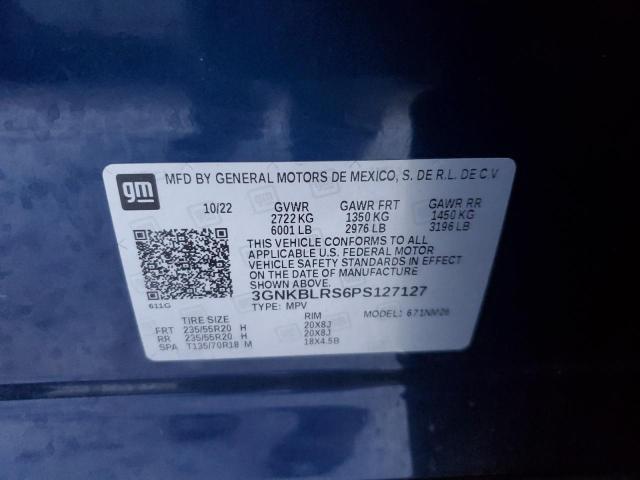 gm
MFD BY GENERAL MOTORS DE MEXICO, S. DE R.L. DE C.V
10/22 GVWR GAWR FRT GAWR RR
2722 KG 1350 KG 1450 KG
6001 LB 2976 LB 3196 LB
THIS VEHICLE CONFORMS TO ALL
APPLICABLE U.S. FEDERAL MOTOR
VEHICLE SAFETY STANDARDS IN EFFECT
ON THE DATE OF MANUFACTURE
SHOWN ABOVE.
3GNKBLRS6PS127127
611G TYPE: MPV MODEL: 671NM26
TIRE SIZE RIM
FRT 235/55R20 H 20X8J
RR 235/55R20 H 20X8J
SPA T135/70R18 M 18X4.5B